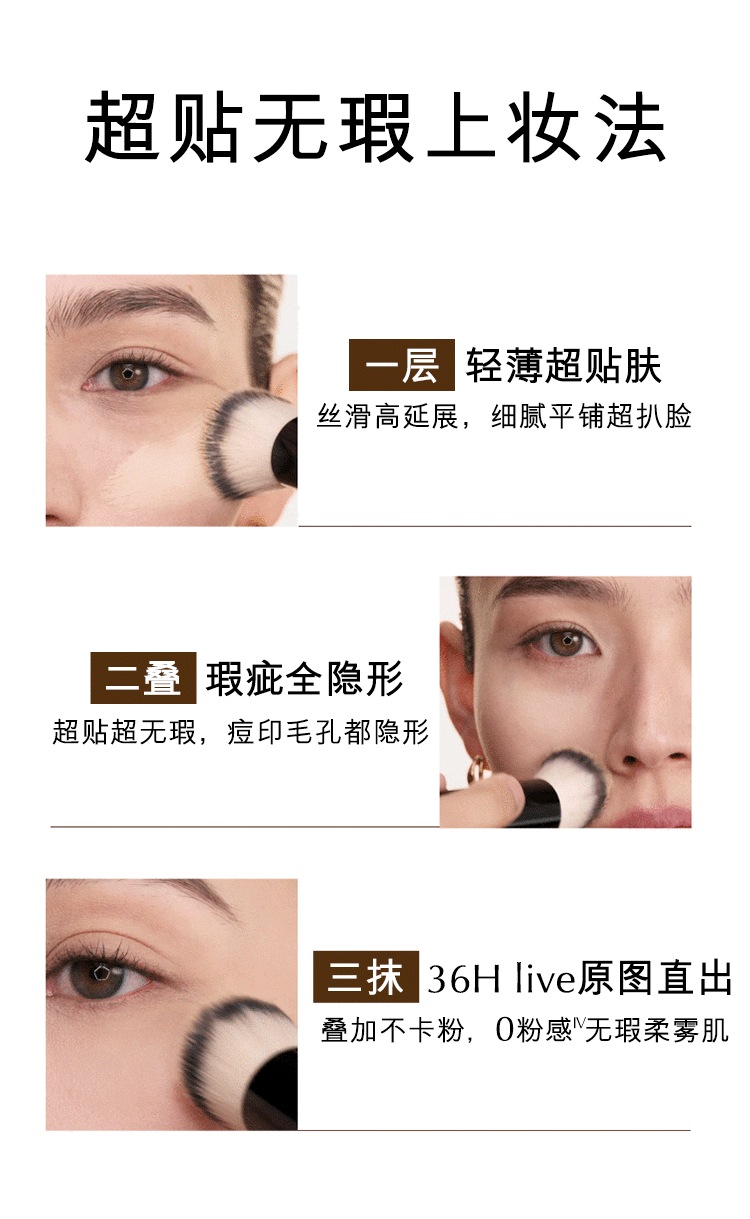 超贴无瑕上妆法
一层 轻薄超贴肤
丝滑高延展，细腻平铺超扒脸
二叠 瑕疵全隐形
超贴超无瑕，痘印毛孔都隐形
三抹 36H live原图直出
叠加不卡粉，0粉感IV无瑕柔雾肌